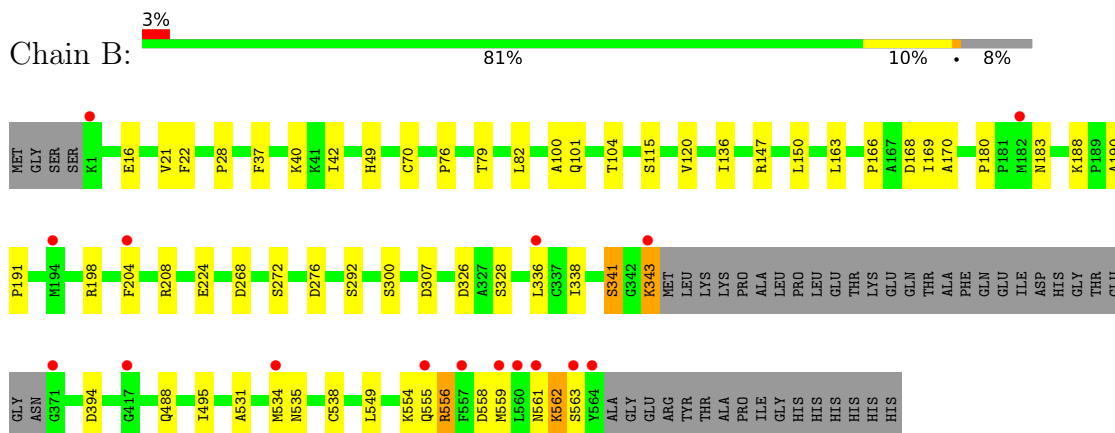 3%
Chain B:
81% 10% • 8%
MET GLY SER SER K1 E16 V21 F22 P28 F37 K40 K41 I42 H49 C70 P76 T79 L82 A100 Q101 T104 S115 V120 I136 R147 L150 L163 P166 A167 D168 I169 A170 P180 P181 M182 N183 K188 P189 A190
P191 M194 R198 F204 R208 E224 D268 S272 D276 S292 S300 D307 D326 A327 S328 L336 C337 I338 S341 G342 K343 MET LEU LYS LYS PRO ALA LEU PRO LEU GLU THR LYS GLU GLN THR ALA PHE GLN GLU ILE ASP HIS GLY THR GLU
GLY ASN G371 D394 G417 Q488 I495 A531 M534 N535 C538 L549 K554 Q555 R556 F557 D558 M559 L560 N561 K562 S563 Y564 ALA GLY GLU ARG TYR THR ALA PRO ILE GLY HIS HIS HIS HIS HIS HIS